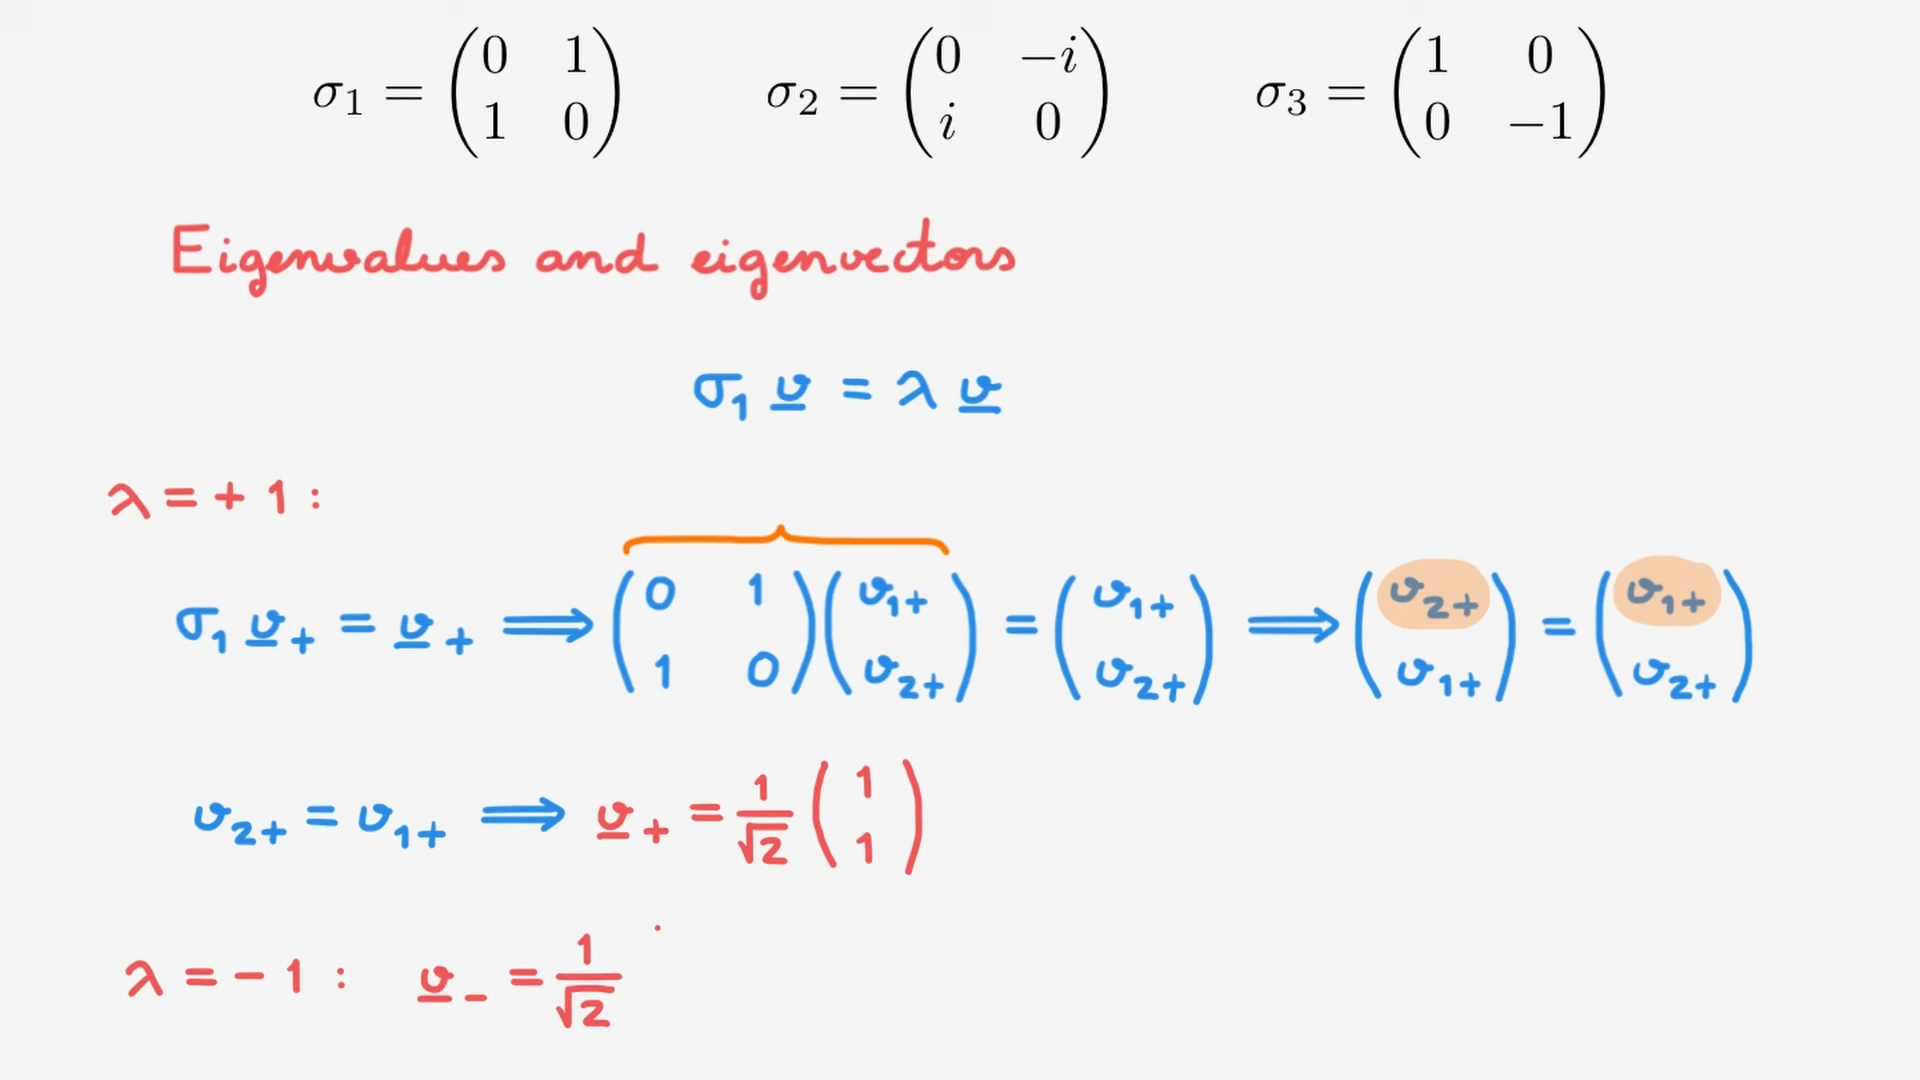 σ₁ = (0 1; 1 0) σ₂ = (0 −i; i 0) σ₃ = (1 0; 0 −1)
Eigenvalues and eigenvectors
σ₁ v̲ = λ v̲
λ = + 1 :
σ₁ v̲₊ = v̲₊ ⟹ (0 1; 1 0)(v₁₊; v₂₊) = (v₁₊; v₂₊) ⟹ (v₂₊; v₁₊) = (v₁₊; v₂₊)
v₂₊ = v₁₊ ⟹ v̲₊ = 1/√2 (1; 1)
λ = − 1 : v̲₋ = 1/√2